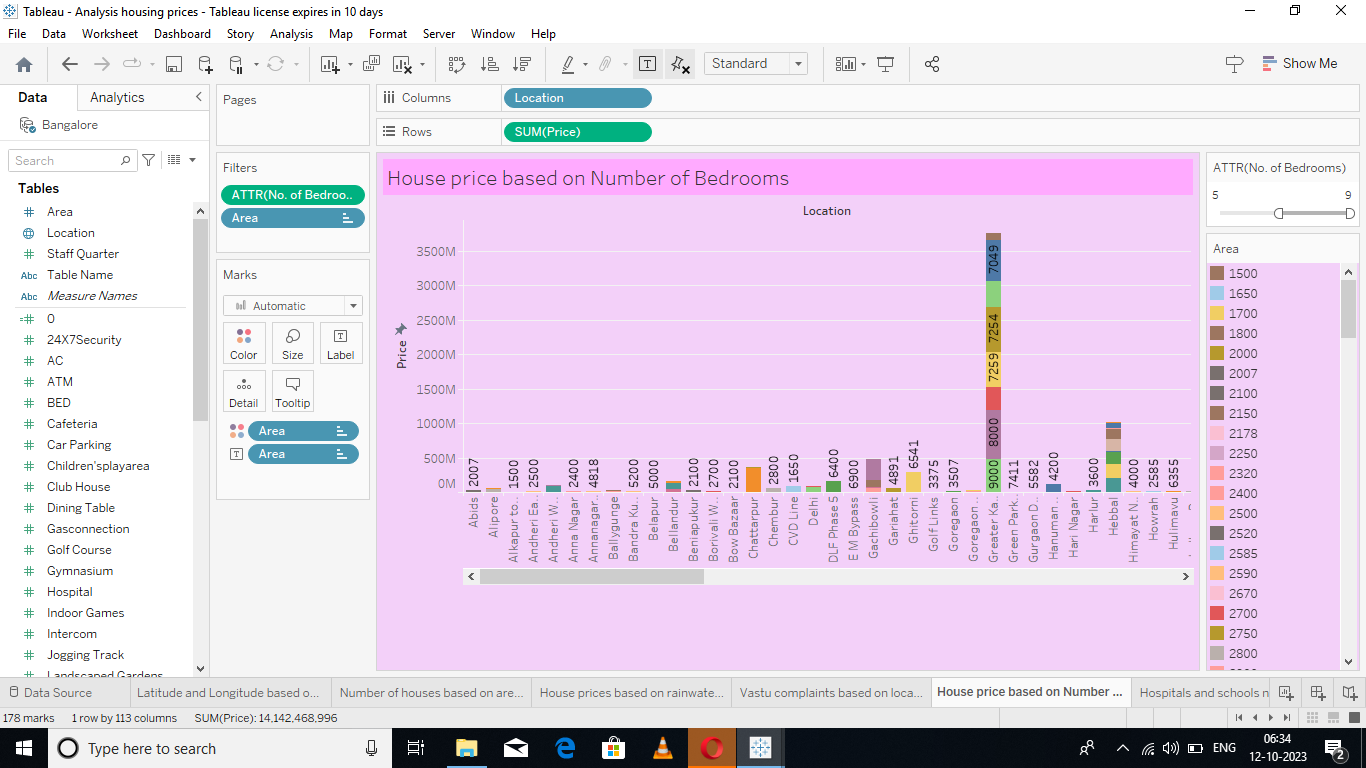 Tableau - Analysis housing prices - Tableau license expires in 10 days
File Data Worksheet Dashboard Story Analysis Map Format Server Window Help
Standard
Show Me
Data Analytics
Bangalore
Search
Tables
Area
Location
Staff Quarter
Abc Table Name
Abc Measure Names
0
24X7Security
AC
ATM
BED
Cafeteria
Car Parking
Children'splayarea
Club House
Dining Table
Gasconnection
Golf Course
Gymnasium
Hospital
Indoor Games
Intercom
Jogging Track
Landscaped Gardens
Pages
Filters
ATTR(No. of Bedroo..
Area
Marks
Automatic
Color Size Label
Detail Tooltip
Area
Area
Columns Location
Rows SUM(Price)
House price based on Number of Bedrooms
Location
Price
3500M
3000M
2500M
2000M
1500M
1000M
500M
0M
2007
1500
2500
2400
4818
5200
5000
2100
2700
2100
2800
1650
6400
9900
4891
6541
3375
3507
7049
7254
7259
8000
9000
7411
5582
4200
3600
4000
2585
6355
Abids
Alipore
Alkapur to..
Andheri Ea..
Andheri W..
Anna Nagar
Annanagar..
Ballygunge
Bandra Ku..
Belapur
Bellandur
Beniapukur
Borivali W..
Bow Bazaar
Chattarpur
Chembur
CVD Line
Delhi
DLF Phase 5
E M Bypass
Gachibowli
Gariahat
Ghitorni
Golf Links
Goregaon
Goregaon ..
Greater Ka..
Green Park..
Gurgaon D..
Hanuman ..
Hari Nagar
Harlur
Hebbal
Himayat N..
Howrah
Hulimavu
ATTR(No. of Bedrooms)
5 9
Area
1500
1650
1700
1800
2000
2007
2100
2150
2178
2250
2320
2400
2500
2520
2585
2590
2670
2700
2750
2800
Data Source Latitude and Longitude based o... Number of houses based on are... House prices based on rainwate... Vastu complaints based on loca... House price based on Number ... Hospitals and schools n
178 marks 1 row by 113 columns SUM(Price): 14,142,468,996
Type here to search
ENG
06:34
12-10-2023
2